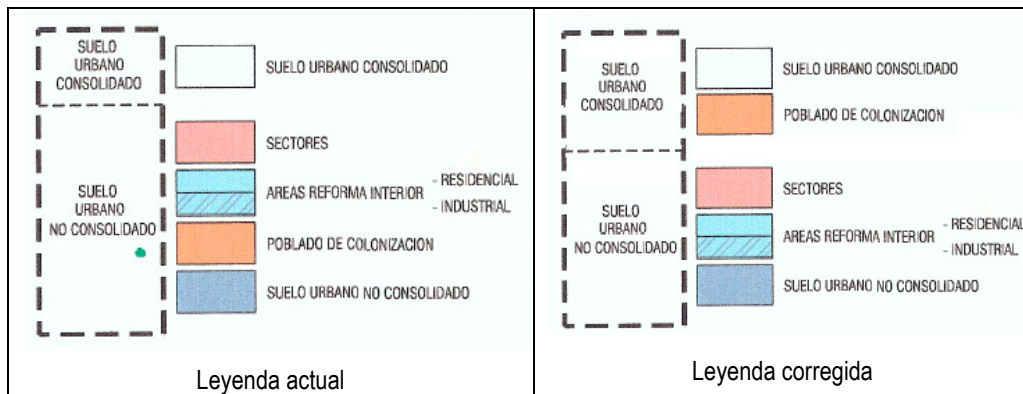 SUELO
URBANO
CONSOLIDADO
SUELO URBANO CONSOLIDADO
SUELO
URBANO
NO CONSOLIDADO
SECTORES
AREAS REFORMA INTERIOR
- RESIDENCIAL
- INDUSTRIAL
POBLADO DE COLONIZACION
SUELO URBANO NO CONSOLIDADO
Leyenda actual
SUELO
URBANO
CONSOLIDADO
SUELO URBANO CONSOLIDADO
POBLADO DE COLONIZACION
SUELO
URBANO
NO CONSOLIDADO
SECTORES
AREAS REFORMA INTERIOR
- RESIDENCIAL
- INDUSTRIAL
SUELO URBANO NO CONSOLIDADO
Leyenda corregida